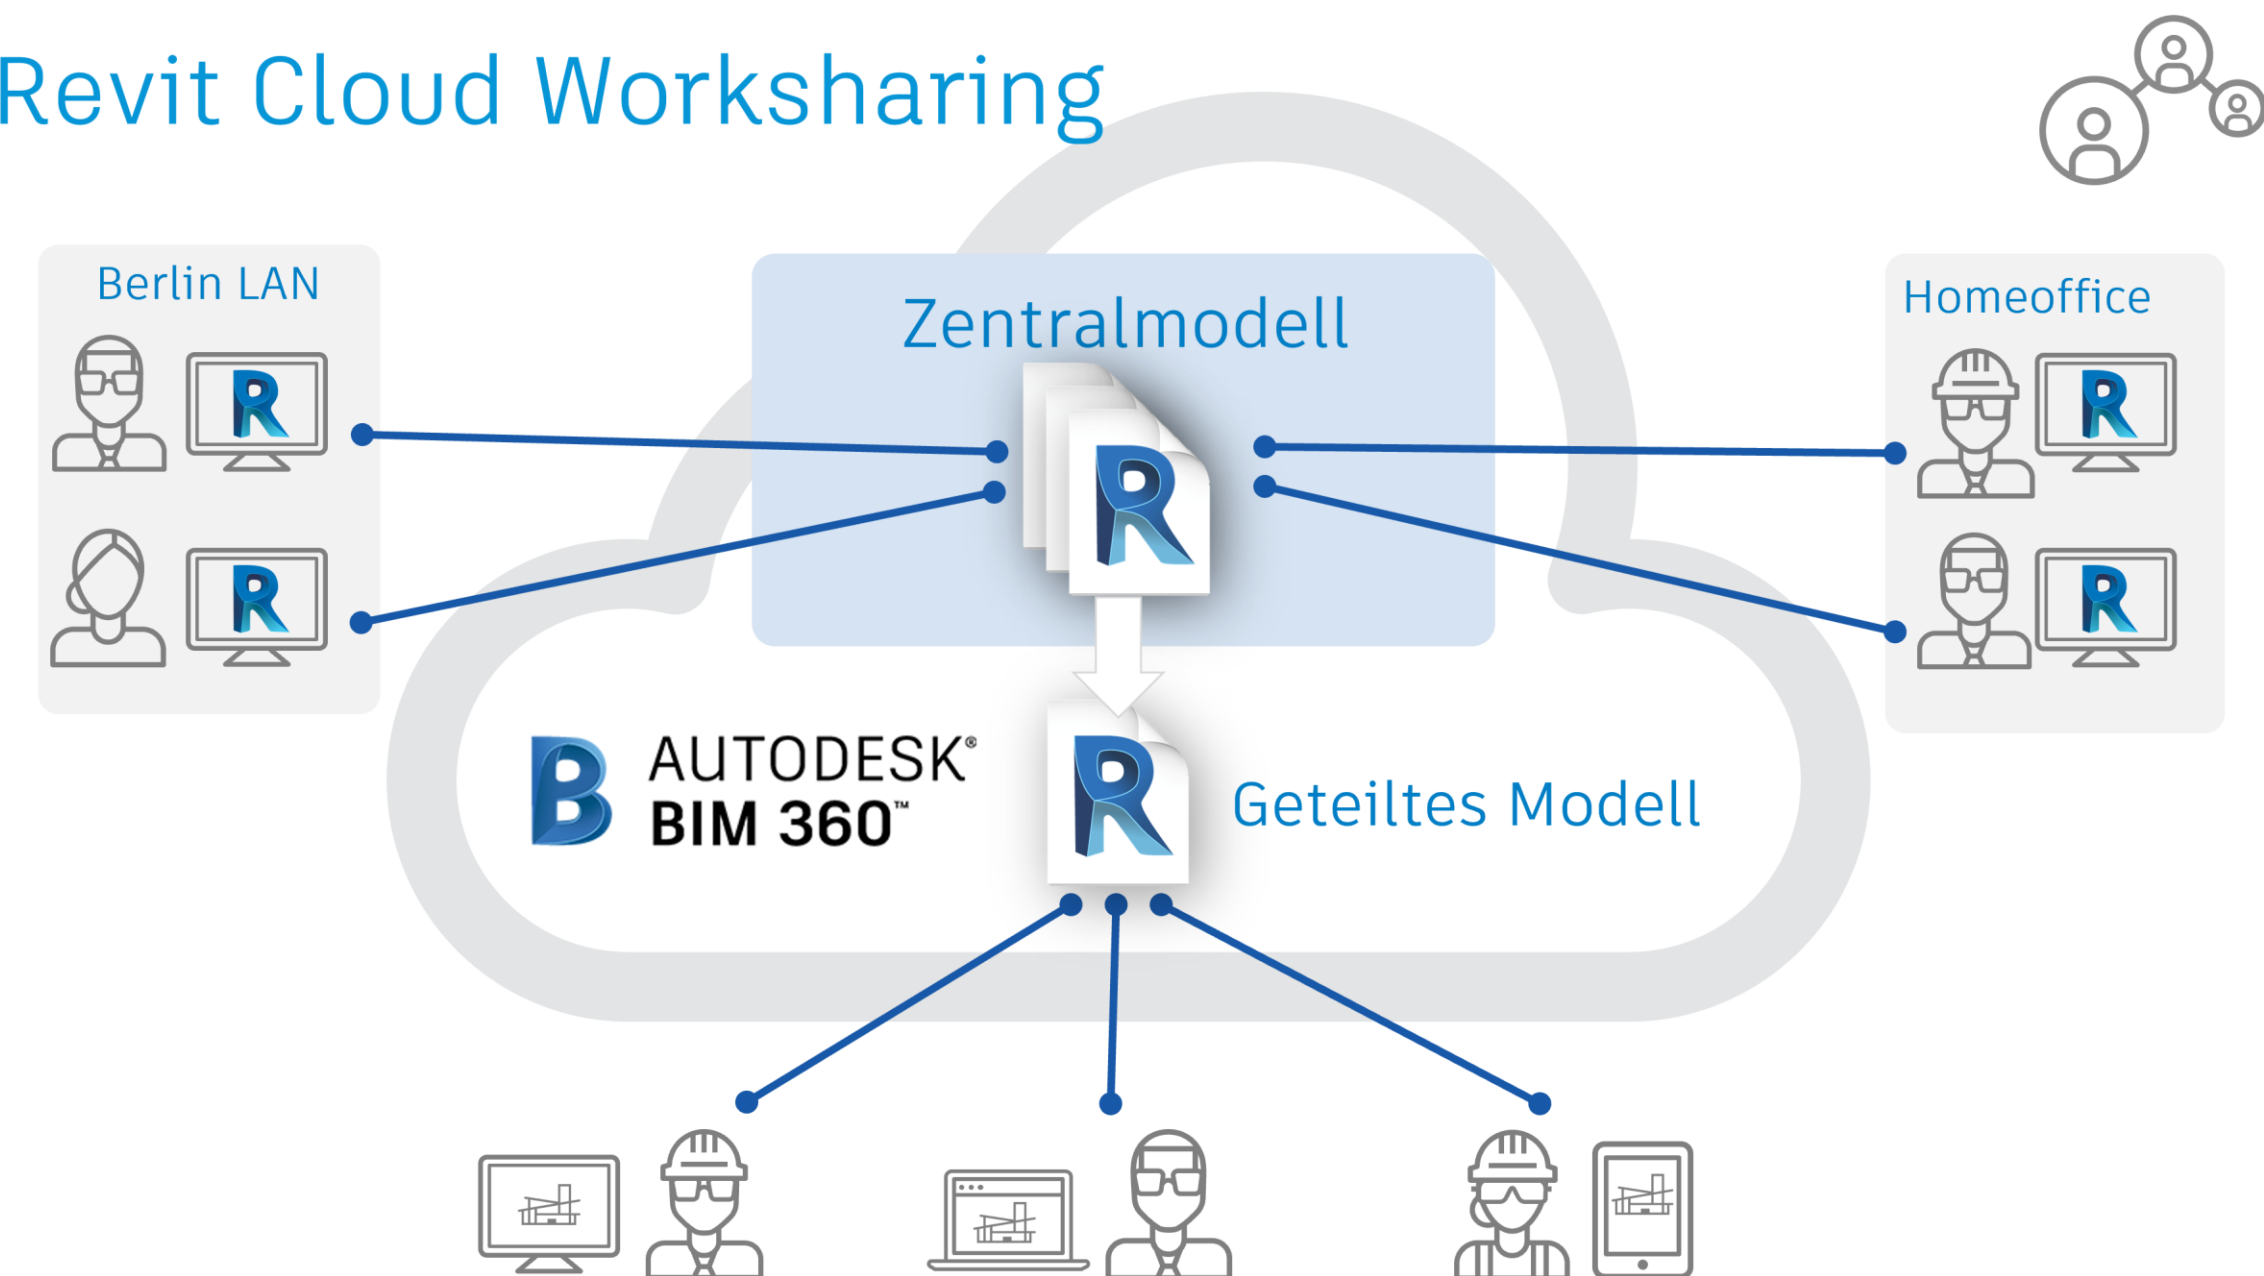 Revit Cloud Worksharing
Berlin LAN
Zentralmodell
Homeoffice
AUTODESK®
BIM 360™
Geteiltes Modell